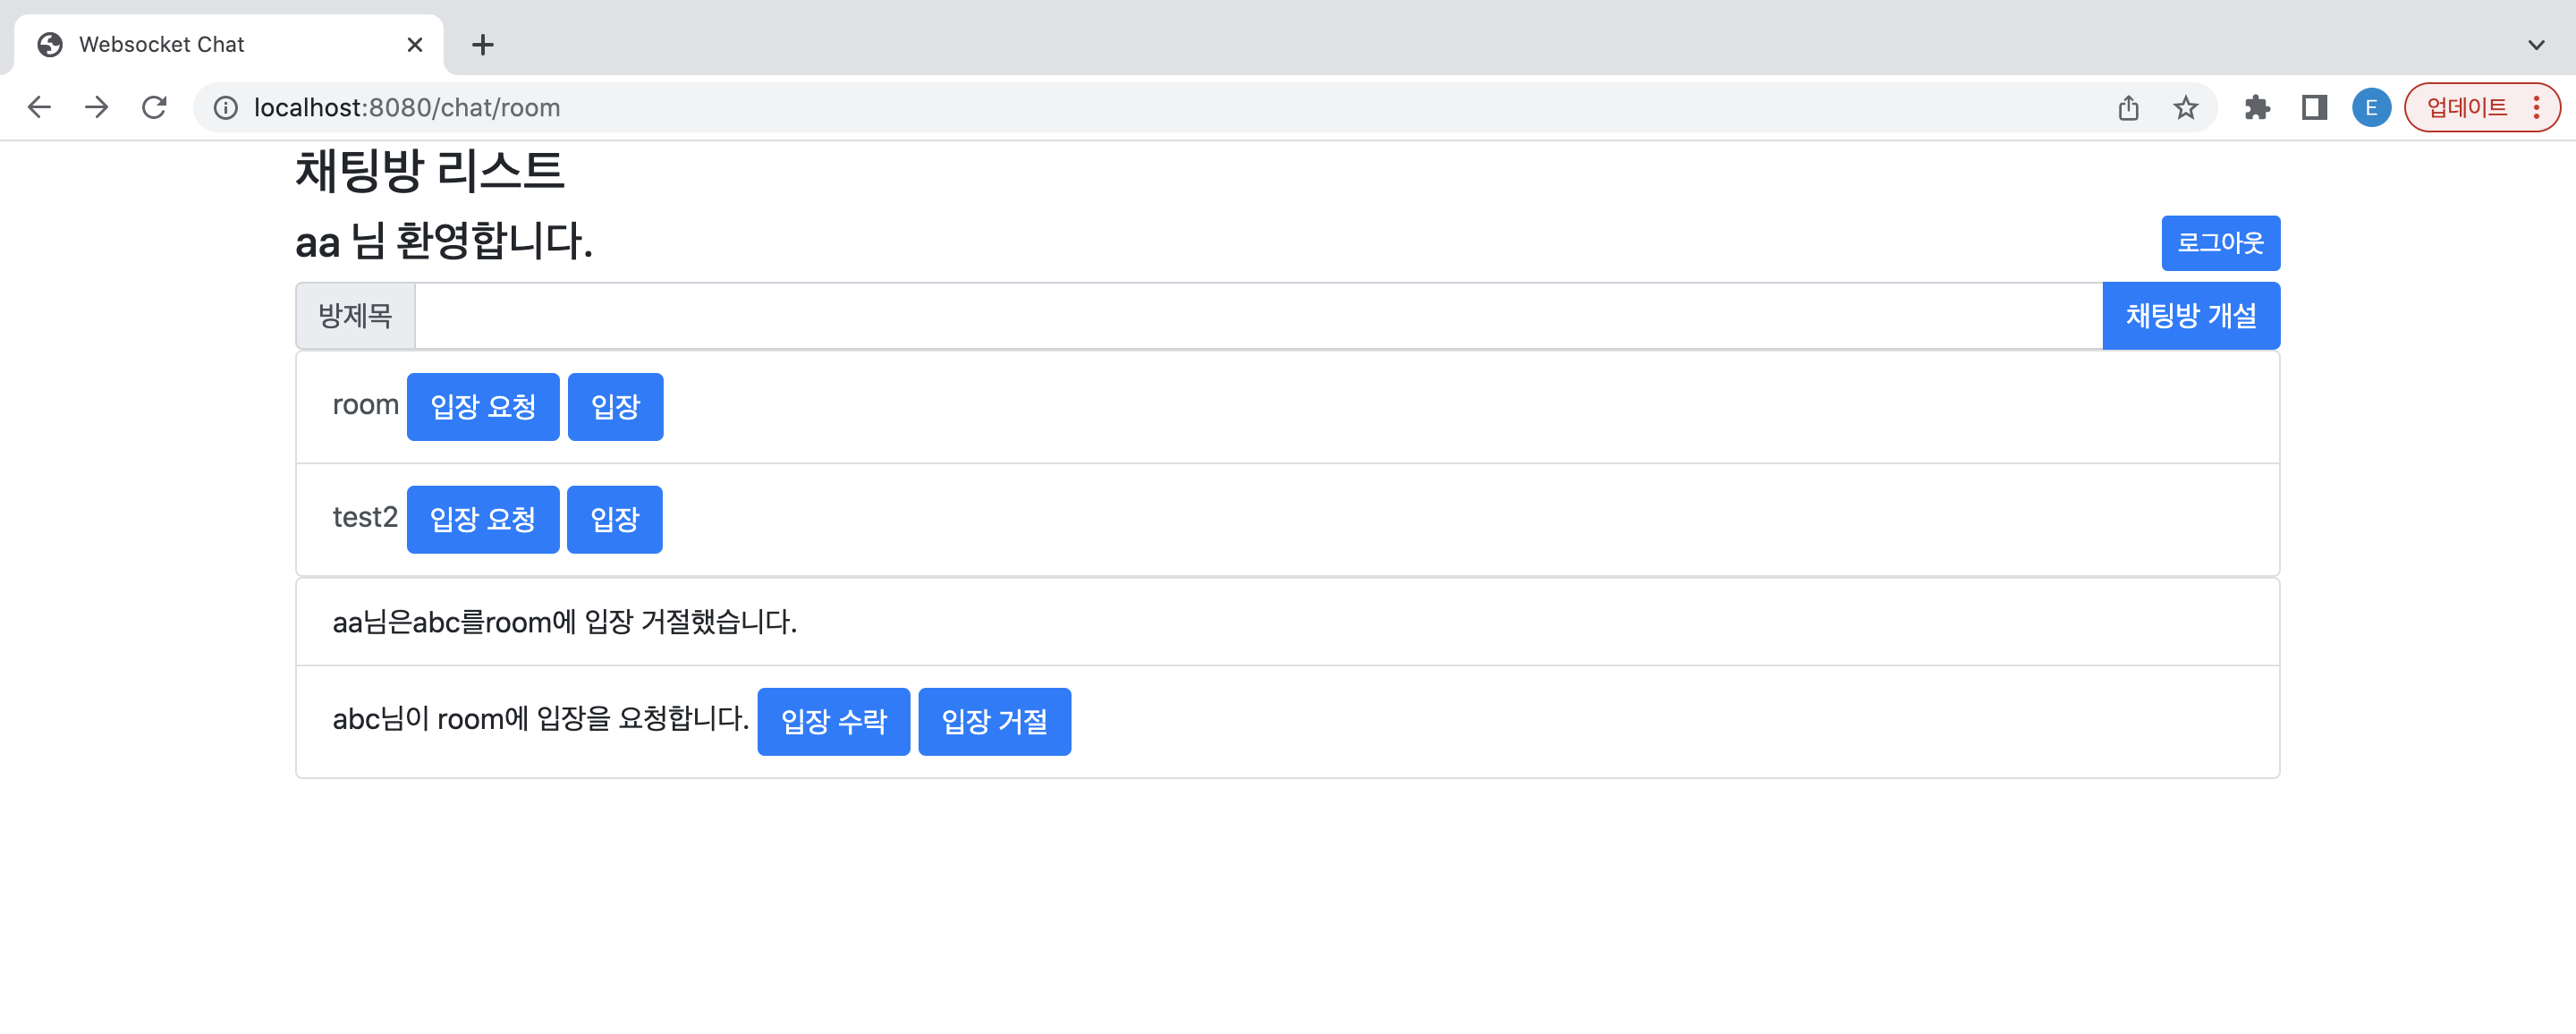 Websocket Chat
localhost:8080/chat/room
E
업데이트
채팅방 리스트
aa 님 환영합니다.
로그아웃
방제목
채팅방 개설
room 입장 요청 입장
test2 입장 요청 입장
aa님은abc를room에 입장 거절했습니다.
abc님이 room에 입장을 요청합니다. 입장 수락 입장 거절